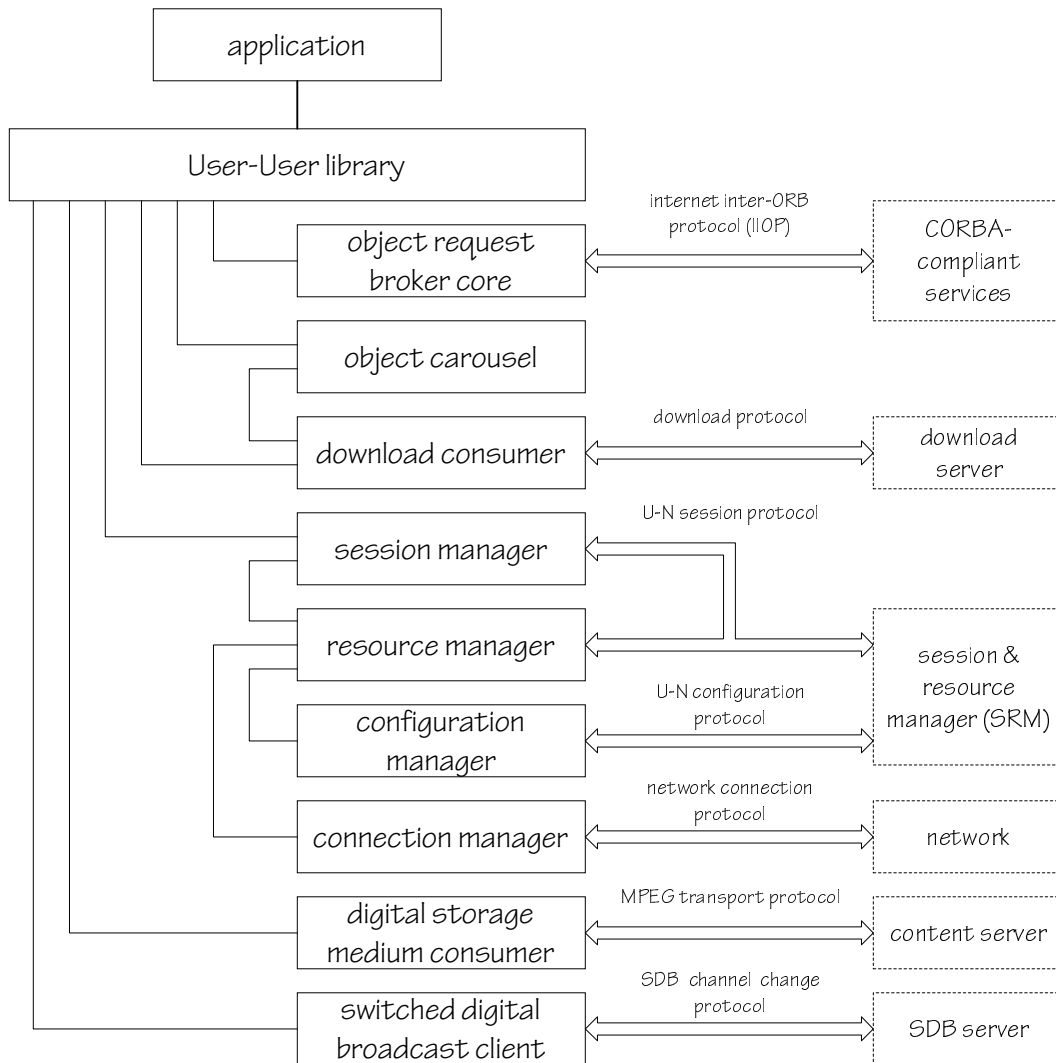 application
User-User library
internet inter-ORB
protocol (IIOP)
object request
broker core
CORBA-
compliant
services
object carousel
download protocol
download consumer
download
server
U-N session protocol
session manager
resource manager
session &
resource
manager (SRM)
U-N configuration
protocol
configuration
manager
network connection
protocol
connection manager
network
MPEG transport protocol
digital storage
medium consumer
content server
SDB channel change
protocol
switched digital
broadcast client
SDB server